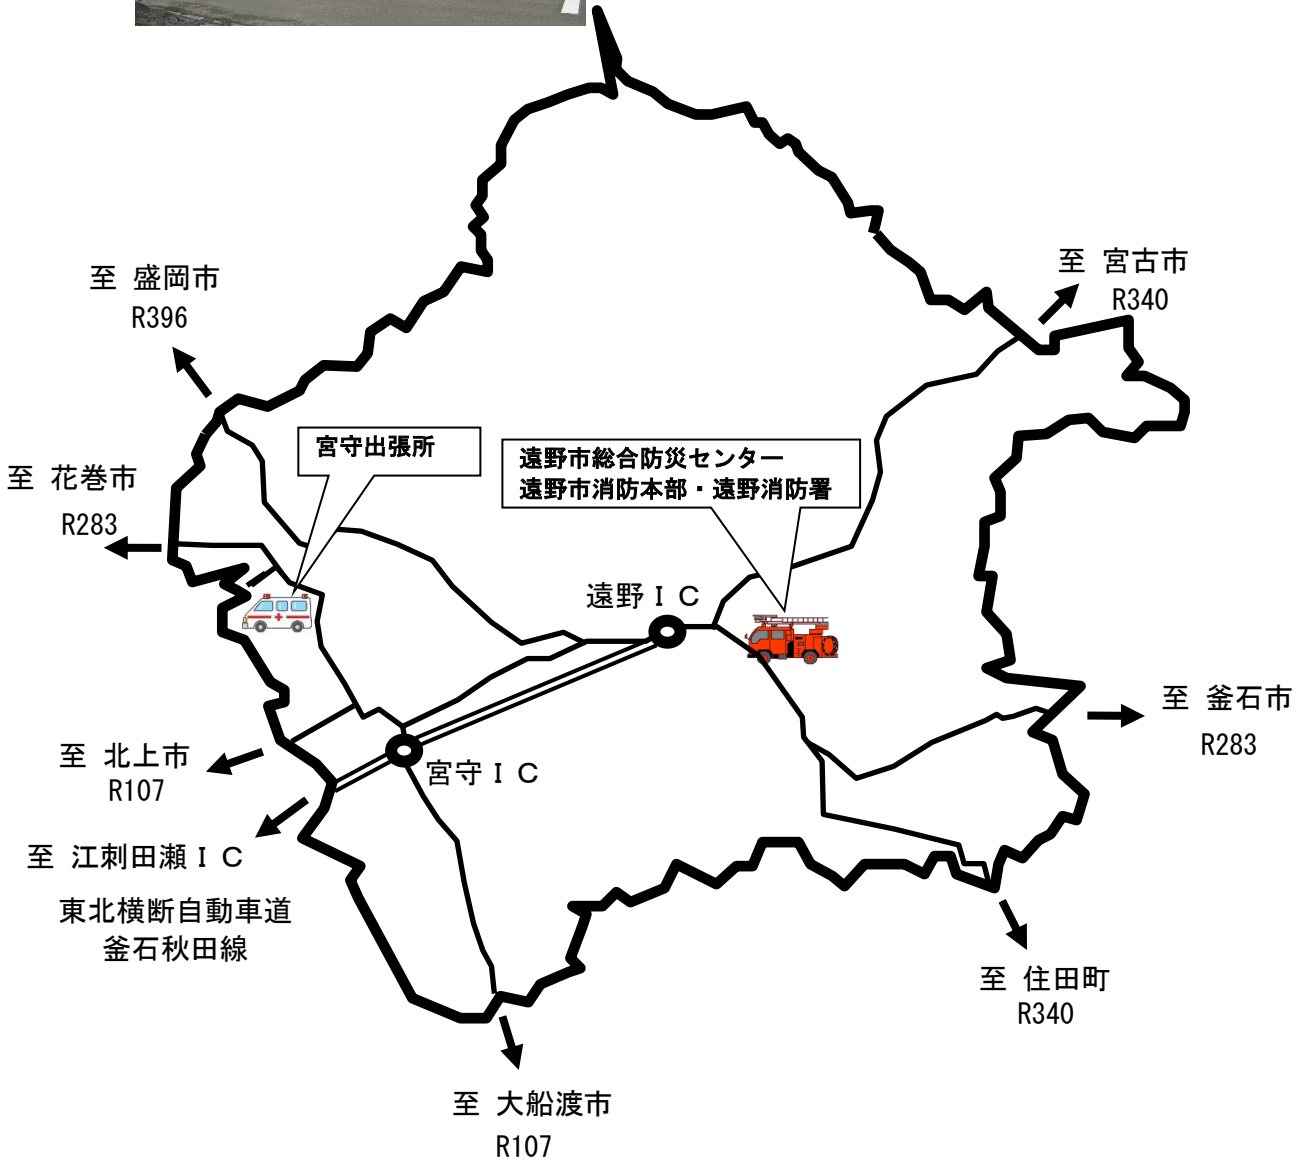 至 宮古市
R340
至 盛岡市
R396
宮守出張所
遠野市総合防災センター
遠野市消防本部・遠野消防署
至 花巻市
R283
遠野ＩＣ
至 釜石市
R283
至 北上市
R107
宮守ＩＣ
至 江刺田瀬ＩＣ
東北横断自動車道
釜石秋田線
至 住田町
R340
至 大船渡市
R107